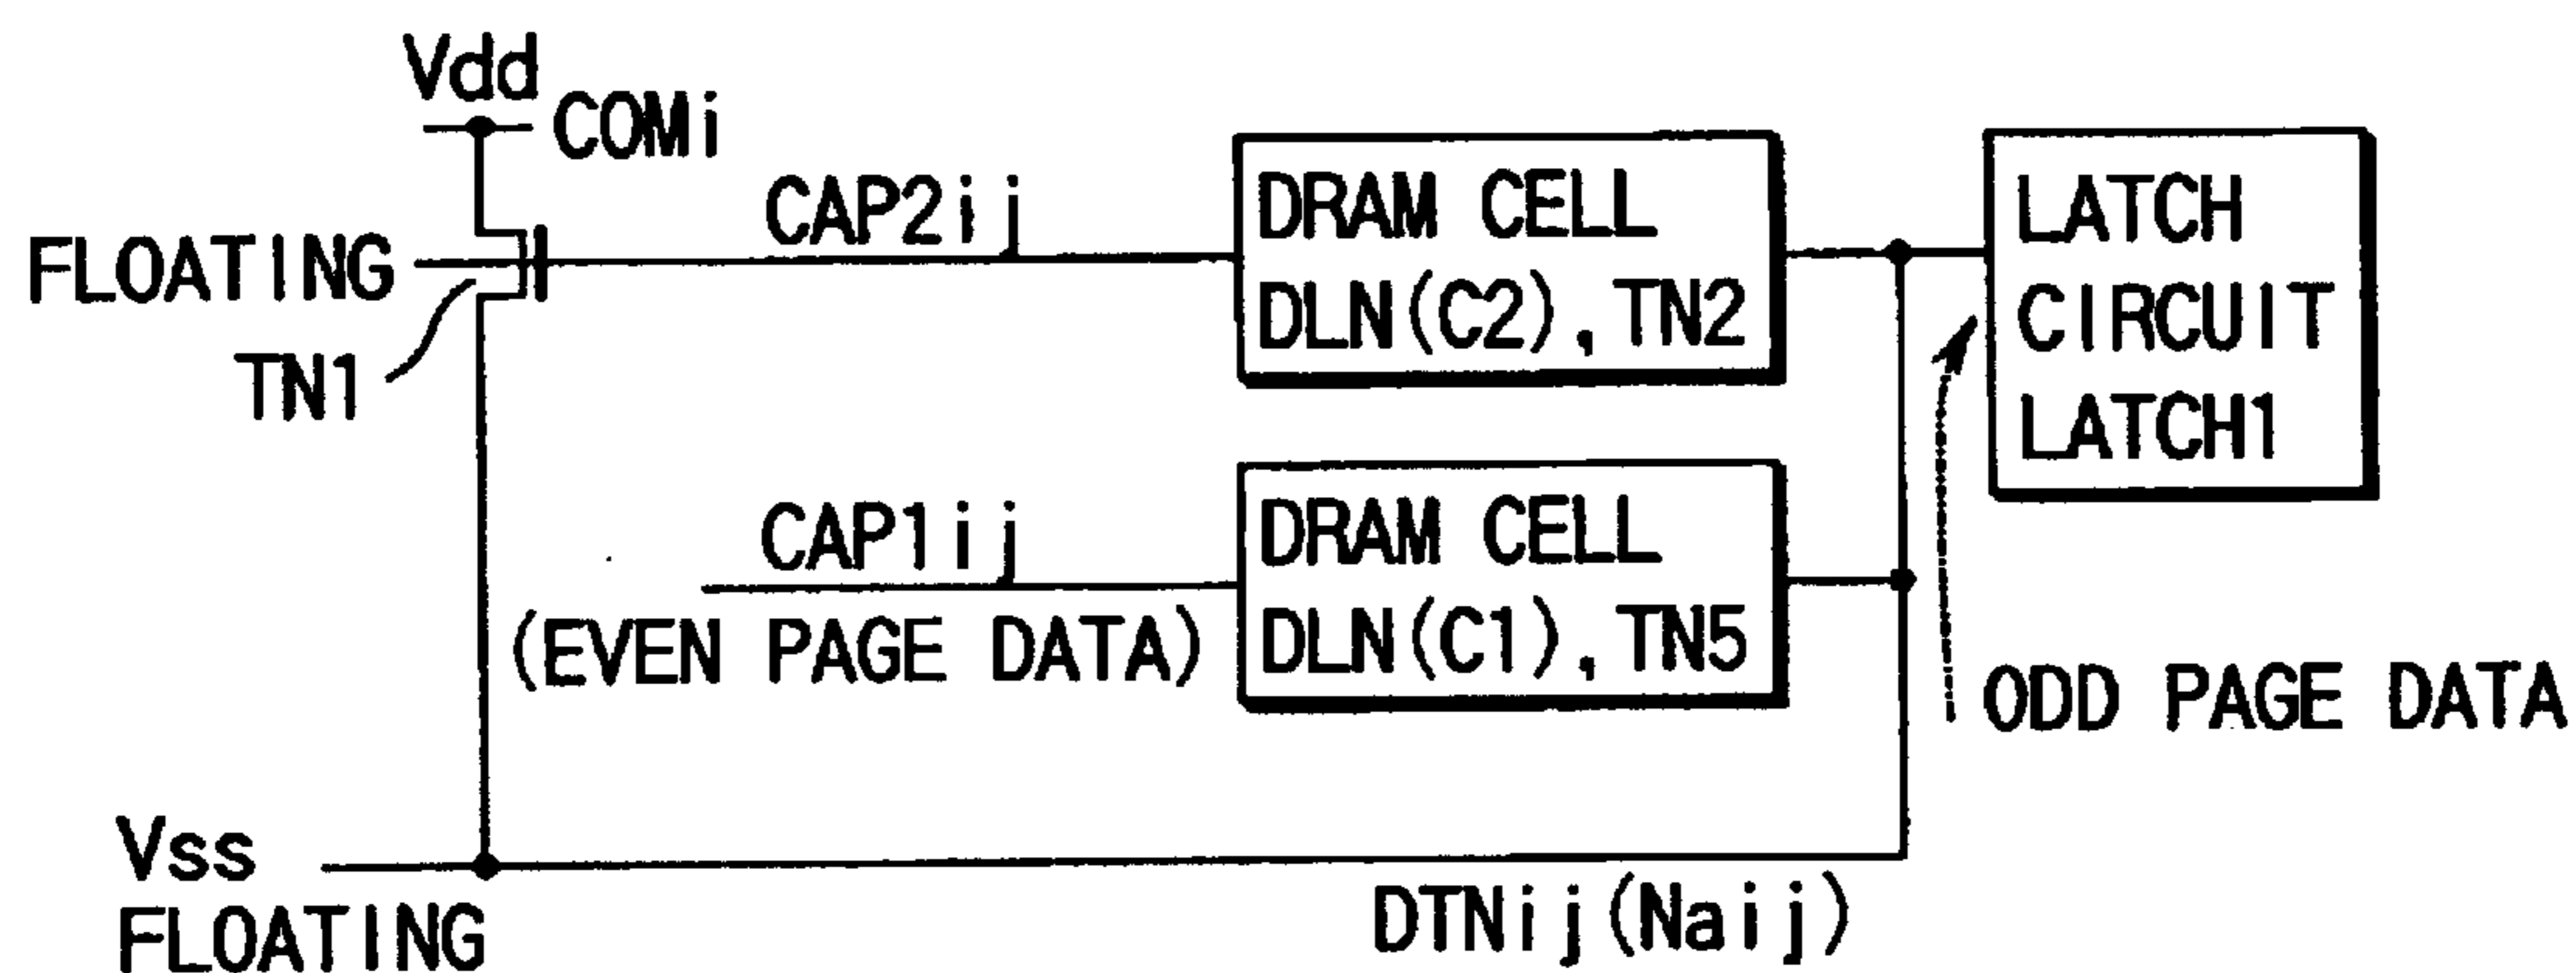 Vdd
COMi
FLOATING
TN1
CAP2ij
DRAM CELL
DLN(C2), TN2
LATCH
CIRCUIT
LATCH1
CAP1ij
(EVEN PAGE DATA)
DRAM CELL
DLN(C1), TN5
ODD PAGE DATA
Vss
FLOATING
DTNij(Naij)